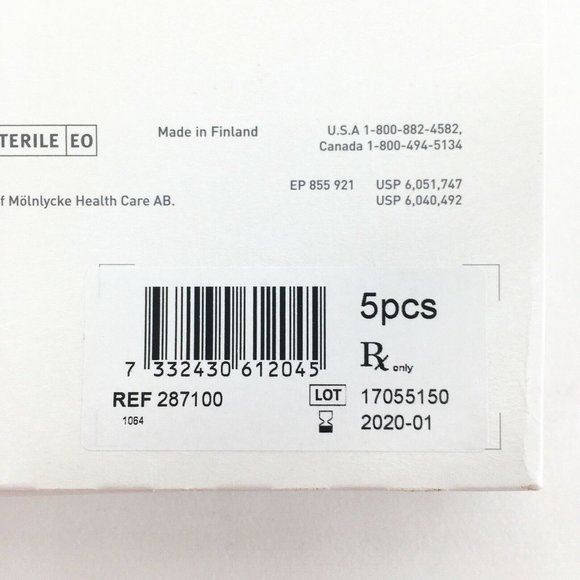 STERILE EO
Made in Finland
U.S.A 1-800-882-4582,
Canada 1-800-494-5134
EP 855 921 USP 6,051,747
USP 6,040,492
f Mölnlycke Health Care AB.
5pcs
7 332430 612045
Rx only
REF 287100
LOT 17055150
1064
2020-01